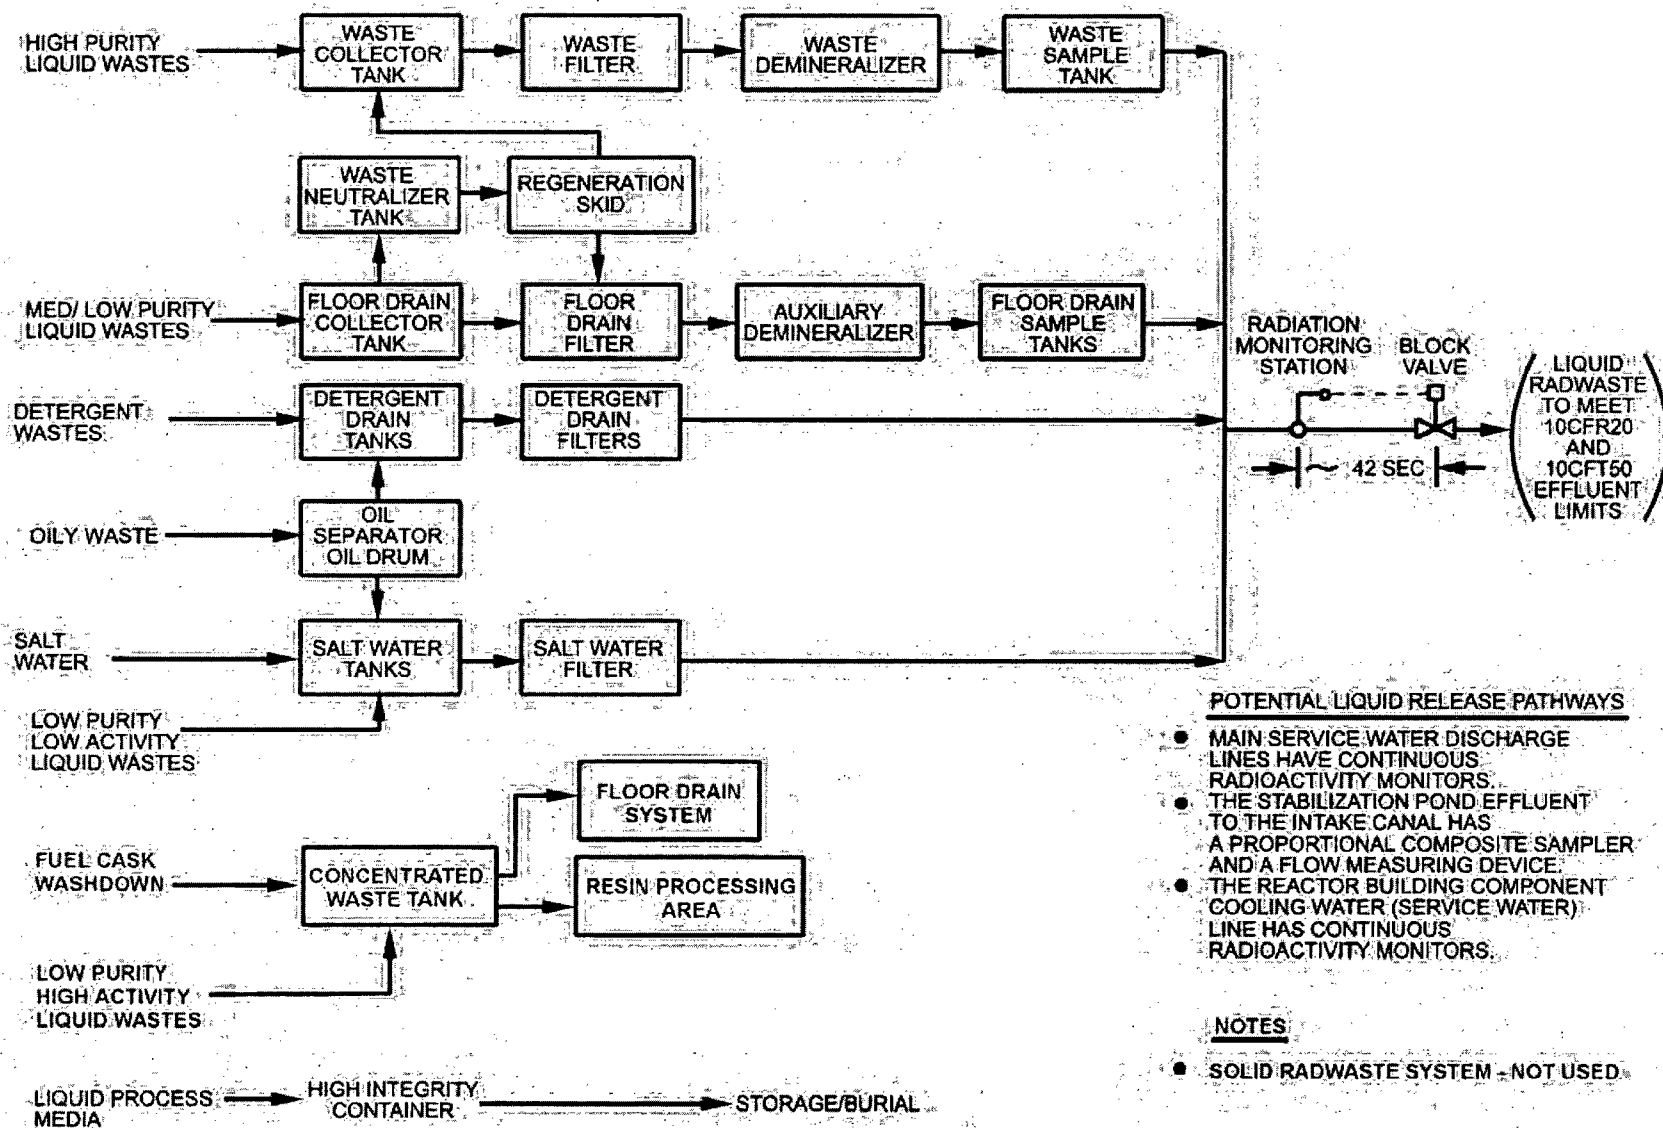 HIGH PURITY
LIQUID WASTES
WASTE
COLLECTOR
TANK
WASTE
FILTER
WASTE
DEMINERALIZER
WASTE
SAMPLE
TANK
WASTE
NEUTRALIZER
TANK
REGENERATION
SKID
MED/ LOW PURITY
LIQUID WASTES
FLOOR DRAIN
COLLECTOR
TANK
FLOOR
DRAIN
FILTER
AUXILIARY
DEMINERALIZER
FLOOR DRAIN
SAMPLE
TANKS
RADIATION
MONITORING
STATION
BLOCK
VALVE
~ 42 SEC
LIQUID
RADWASTE
TO MEET
10CFR20
AND
10CFT50
EFFLUENT
LIMITS
DETERGENT
WASTES
DETERGENT
DRAIN
TANKS
DETERGENT
DRAIN
FILTERS
OILY WASTE
OIL
SEPARATOR
OIL DRUM
SALT
WATER
SALT WATER
TANKS
SALT WATER
FILTER
LOW PURITY
LOW ACTIVITY
LIQUID WASTES
FUEL CASK
WASHDOWN
CONCENTRATED
WASTE TANK
FLOOR DRAIN
SYSTEM
RESIN PROCESSING
AREA
LOW PURITY
HIGH ACTIVITY
LIQUID WASTES
LIQUID PROCESS
MEDIA
HIGH INTEGRITY
CONTAINER
STORAGE/BURIAL
POTENTIAL LIQUID RELEASE PATHWAYS
● MAIN SERVICE WATER DISCHARGE
LINES HAVE CONTINUOUS
RADIOACTIVITY MONITORS.
● THE STABILIZATION POND EFFLUENT
TO THE INTAKE CANAL HAS
A PROPORTIONAL COMPOSITE SAMPLER
AND A FLOW MEASURING DEVICE.
● THE REACTOR BUILDING COMPONENT
COOLING WATER (SERVICE WATER)
LINE HAS CONTINUOUS
RADIOACTIVITY MONITORS.
NOTES
● SOLID RADWASTE SYSTEM - NOT USED